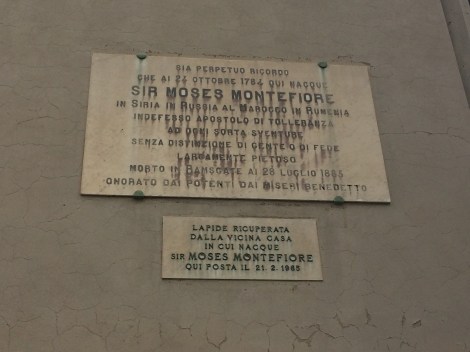 SIA PERPETUO RICORDO
CHE AI 24 OTTOBRE 1784 QUI NACQUE
SIR MOSES MONTEFIORE
IN SIRIA IN RUSSIA AL MAROCCO IN RUMENIA
INDEFESSO APOSTOLO DI TOLLERANZA
AD OGNI SORTA SVENTURE
SENZA DISTINZIONE DI GENTE O DI FEDE
LARGAMENTE PIETOSO
MORTO IN RAMSGATE AI 28 LUGLIO 1885
ONORATO DAI POTENTI DAI MISERI BENEDETTO
LAPIDE RICUPERATA
DALLA VICINA CASA
IN CUI NACQUE
SIR MOSES MONTEFIORE
QUI POSTA IL 21. 2. 1965